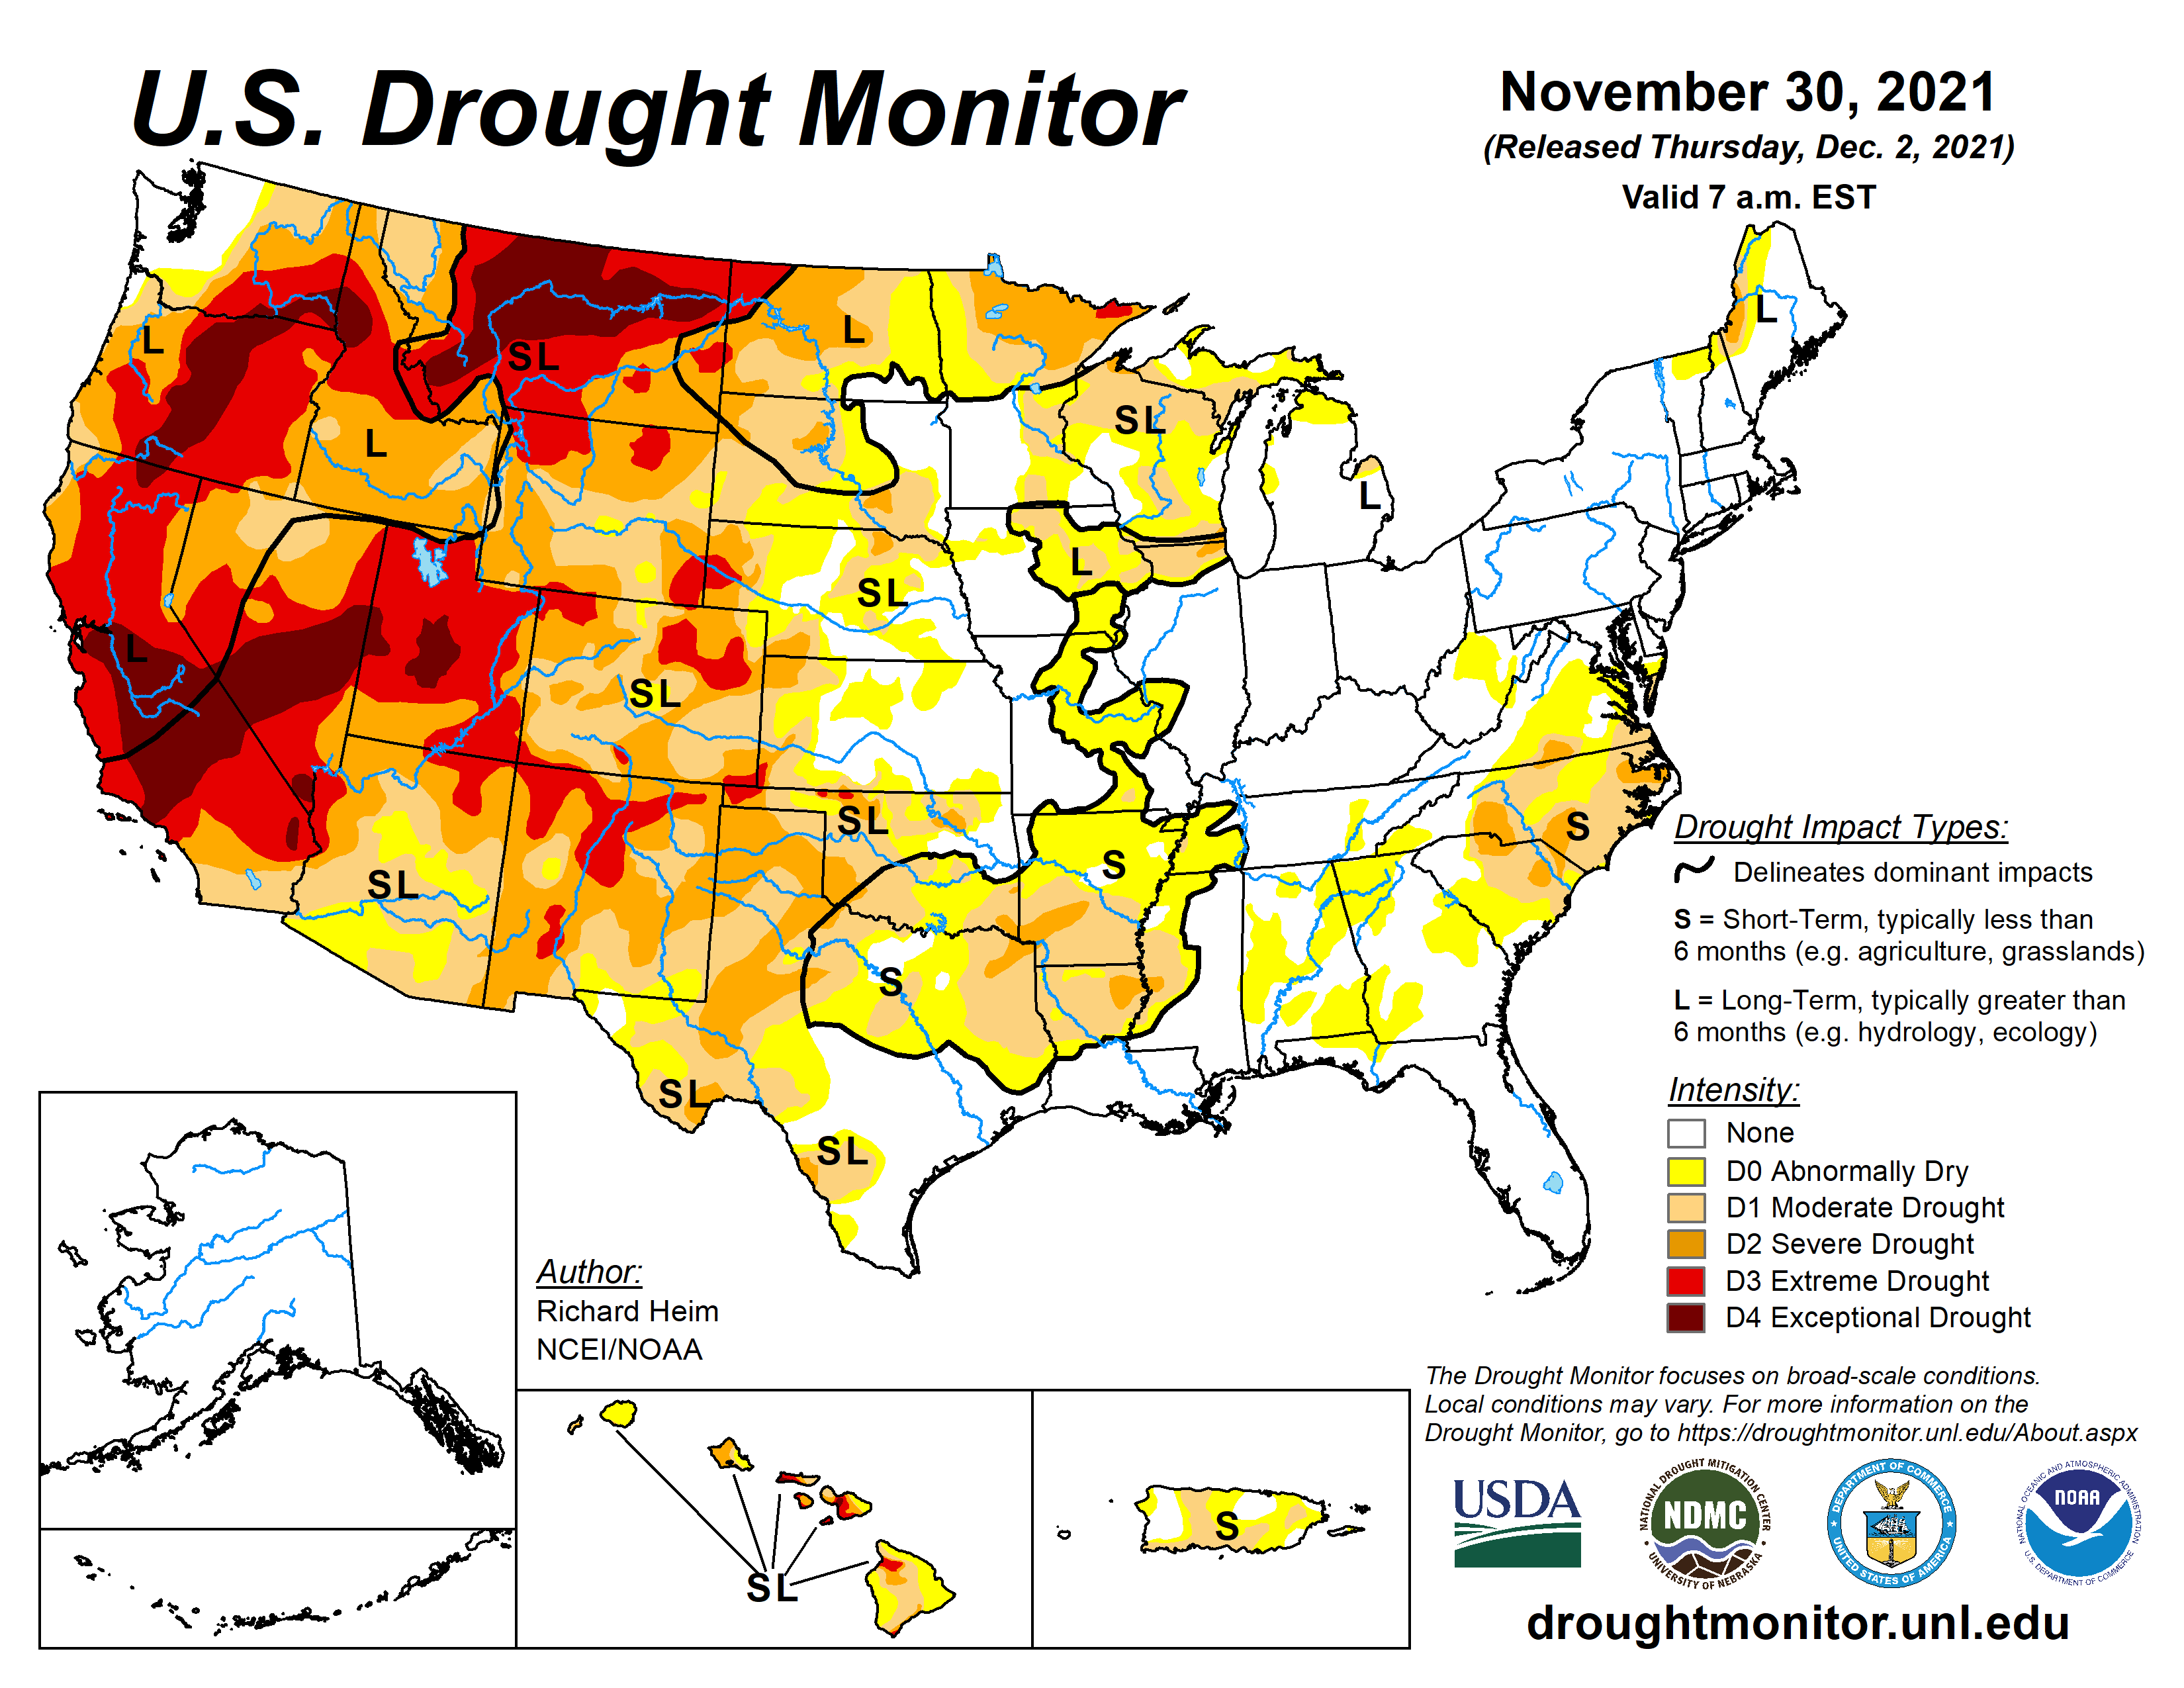 U.S. Drought Monitor
November 30, 2021
(Released Thursday, Dec. 2, 2021)
Valid 7 a.m. EST
L
SL
L
L
SL
L
L
L
SL
L
SL
L
SL
SL
SL
S
S
S
SL
SL
Drought Impact Types:
Delineates dominant impacts
S = Short-Term, typically less than
6 months (e.g. agriculture, grasslands)
L = Long-Term, typically greater than
6 months (e.g. hydrology, ecology)
Intensity:
None
D0 Abnormally Dry
D1 Moderate Drought
D2 Severe Drought
D3 Extreme Drought
D4 Exceptional Drought
Author:
Richard Heim
NCEI/NOAA
SL
S
The Drought Monitor focuses on broad-scale conditions.
Local conditions may vary. For more information on the
Drought Monitor, go to https://droughtmonitor.unl.edu/About.aspx
USDA
NATIONAL DROUGHT MITIGATION CENTER
NDMC
UNIVERSITY OF NEBRASKA
DEPARTMENT OF COMMERCE
UNITED STATES OF AMERICA
NATIONAL OCEANIC AND ATMOSPHERIC ADMINISTRATION
NOAA
U.S. DEPARTMENT OF COMMERCE
droughtmonitor.unl.edu